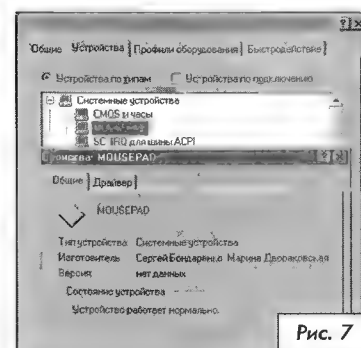 Общие Устройства Профили оборудования Быстродействие
Устройства по типам Устройства по подключению
Системные устройства
CMOS и часы
SC IRQ для шины ACPI
MOUSEPAD
Общие Драйвер
MOUSEPAD
Тип устройства: Системные устройства
Изготовитель Сергей Бондаренко Марина Двораковская
Версия: нет данных
Состояние устройства
Устройство работает нормально.
Рис. 7